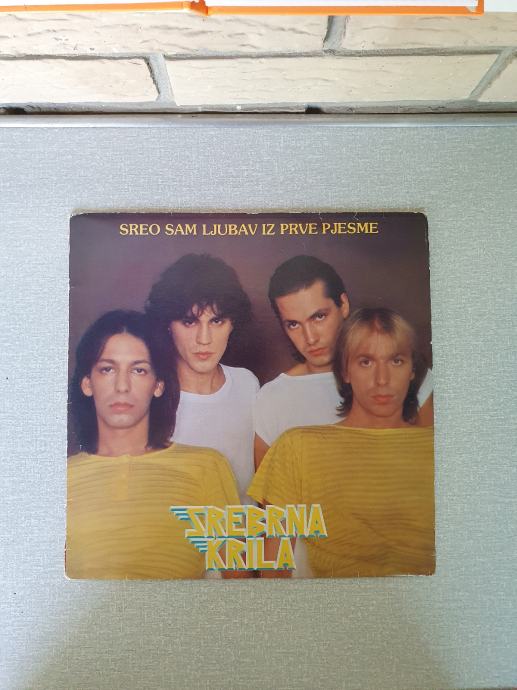 SREO SAM LJUBAV IZ PRVE PJESME
SREBRNA
KRILA